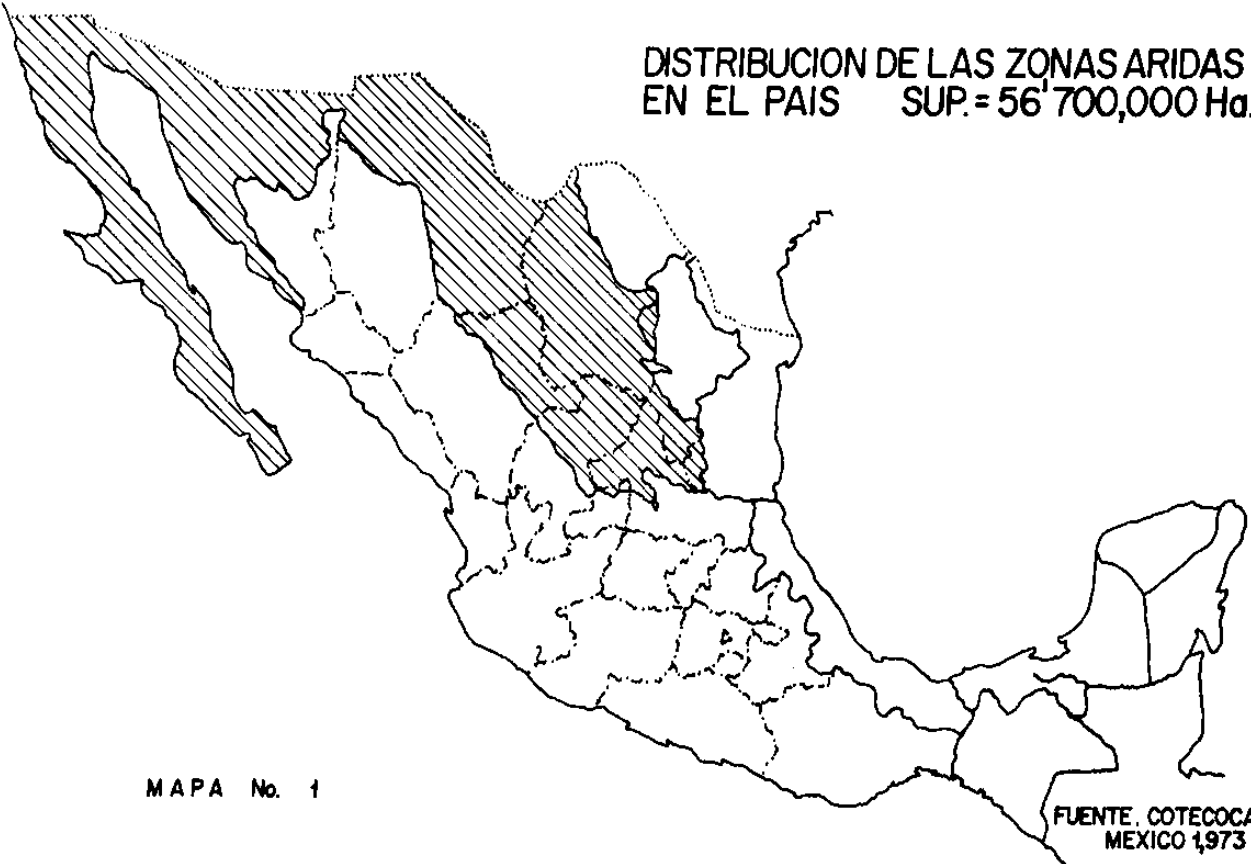 DISTRIBUCION DE LAS ZONAS ARIDAS
EN EL PAIS SUP.= 56'700,000 Ha.
MAPA No. 1
FUENTE. COTECOCA
MEXICO 1,973